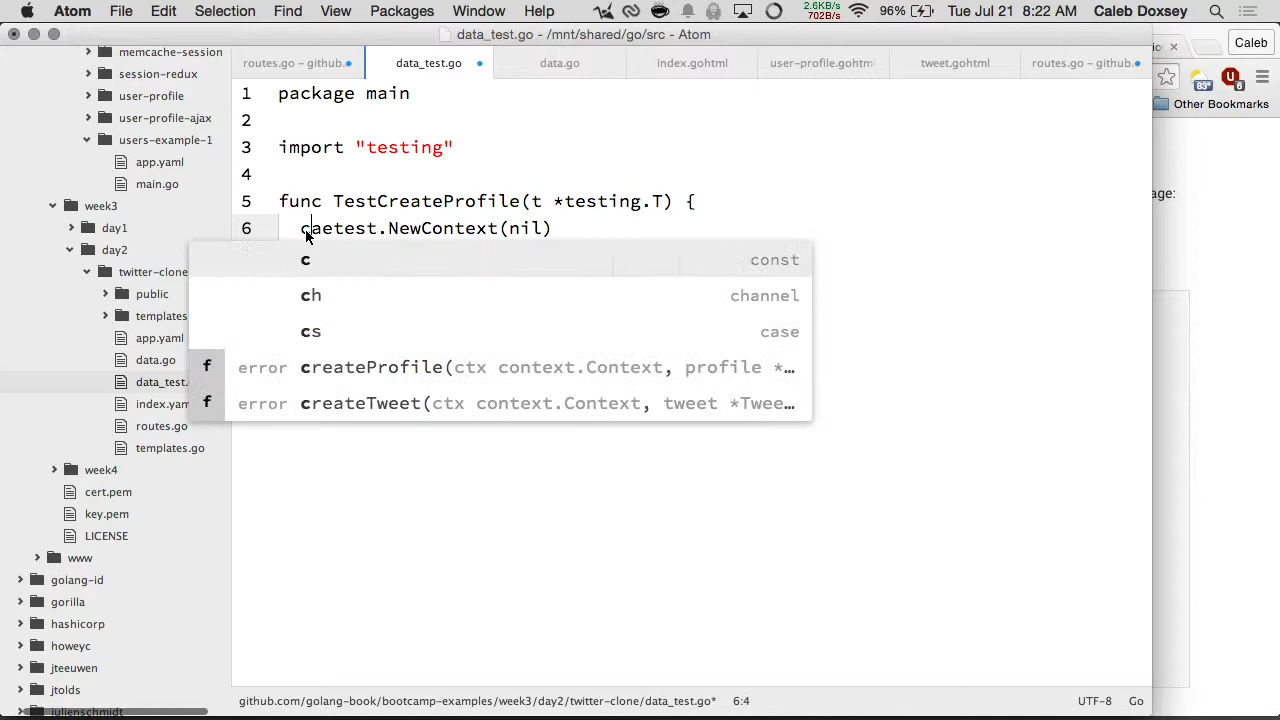 Atom File Edit Selection Find View Packages Window Help 2.6KB/s 702B/s 96% Tue Jul 21 8:22 AM Caleb Doxsey
data_test.go - /mnt/shared/go/src - Atom
Caleb
routes.go – github. data_test.go data.go index.gohtml user-profile.gohtml tweet.gohtml routes.go – github.
83° 6
Other Bookmarks
memcache-session
session-redux
user-profile
user-profile-ajax
users-example-1
app.yaml
main.go
week3
day1
day2
twitter-clone
public
templates
app.yaml
data.go
data_test.
index.yam
routes.go
templates.go
week4
cert.pem
key.pem
LICENSE
www
golang-id
gorilla
hashicorp
howeyc
jteeuwen
jtolds
julienschmidt
1 package main
2
3 import "testing"
4
5 func TestCreateProfile(t *testing.T) {
6 caetest.NewContext(nil)
c const
ch channel
cs case
f error createProfile(ctx context.Context, profile *…
f error createTweet(ctx context.Context, tweet *Twee…
age:
github.com/golang-book/bootcamp-examples/week3/day2/twitter-clone/data_test.go* 6:4 UTF-8 Go